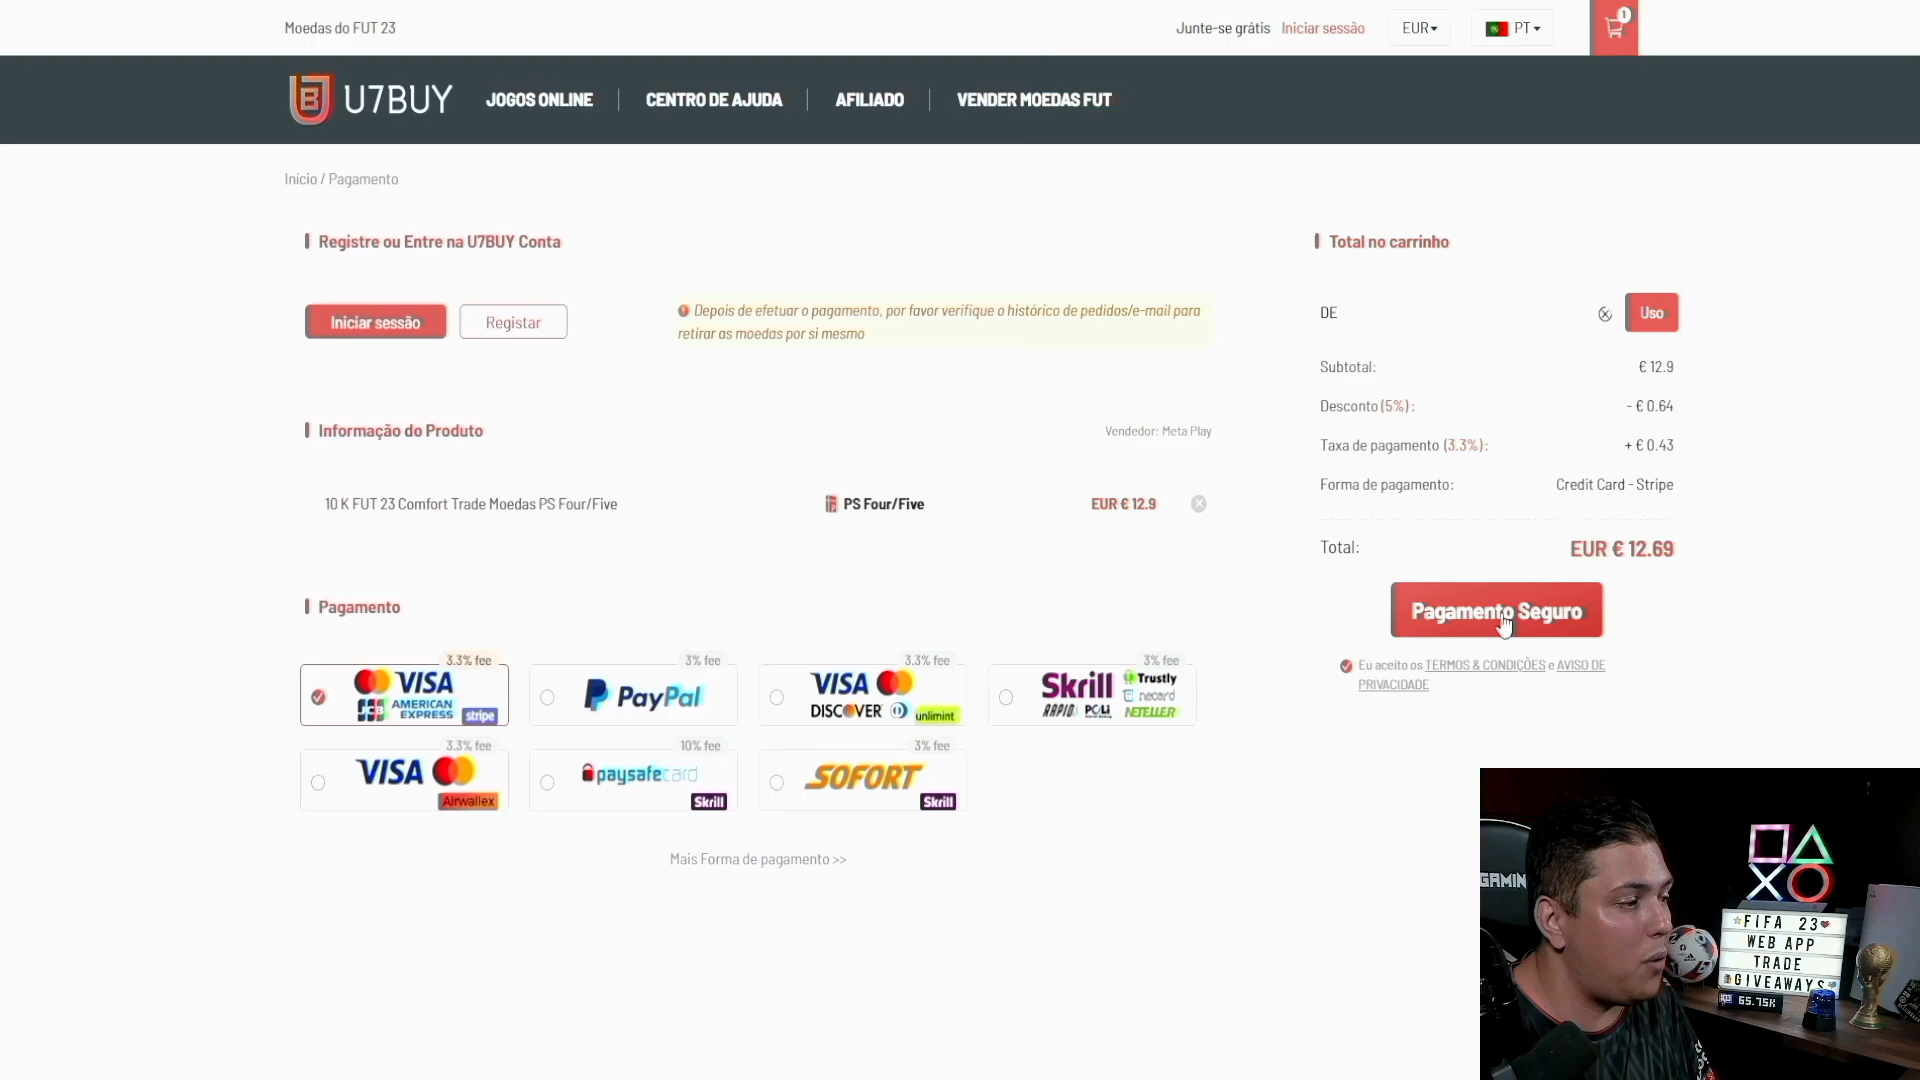 Moedas do FUT 23
Junte-se grátis Iniciar sessão EUR PT 1
U7BUY JOGOS ONLINE CENTRO DE AJUDA AFILIADO VENDER MOEDAS FUT
Início / Pagamento
Registre ou Entre na U7BUY Conta
Iniciar sessão Registar
Depois de efetuar o pagamento, por favor verifique o histórico de pedidos/e-mail para
retirar as moedas por si mesmo
Informação do Produto Vendedor: Meta Play
10 K FUT 23 Comfort Trade Moedas PS Four/Five PS Four/Five EUR € 12.9
Pagamento
3.3% fee
VISA
JCB AMERICAN EXPRESS stripe
3% fee
PayPal
3.3% fee
VISA
DISCOVER unlimint
3% fee
Skrill Trustly
RAPID POLi NETELLER
3.3% fee
VISA
Airwallex
10% fee
paysafecard
Skrill
3% fee
SOFORT
Skrill
Mais Forma de pagamento >>
Total no carrinho
DE Uso
Subtotal: € 12.9
Desconto (5%) : - € 0.64
Taxa de pagamento (3.3%) : + € 0.43
Forma de pagamento: Credit Card - Stripe
Total: EUR € 12.69
Pagamento Seguro
Eu aceito os TERMOS & CONDIÇÕES e AVISO DE
PRIVACIDADE
GAMIN
FIFA 23
WEB APP
TRADE
GIVEAWAYS
65.75K